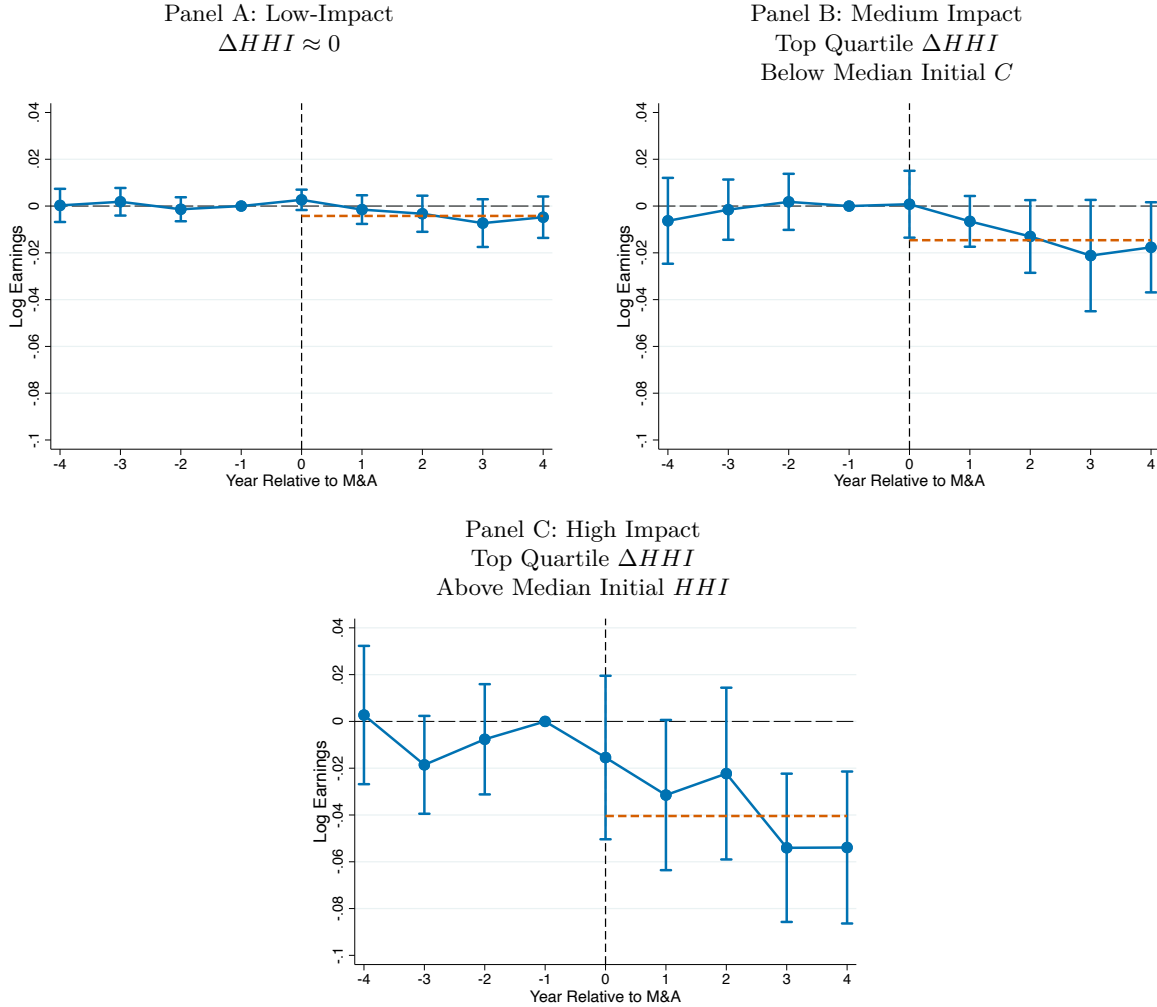 Panel A: Low-Impact
ΔHHI ≈ 0
.04
.02
0
-.02
-.04
-.06
-.08
-.1
Log Earnings
-4 -3 -2 -1 0 1 2 3 4
Year Relative to M&A
Panel B: Medium Impact
Top Quartile ΔHHI
Below Median Initial C
.04
.02
0
-.02
-.04
-.06
-.08
-.1
Log Earnings
-4 -3 -2 -1 0 1 2 3 4
Year Relative to M&A
Panel C: High Impact
Top Quartile ΔHHI
Above Median Initial HHI
.04
.02
0
-.02
-.04
-.06
-.08
-.1
Log Earnings
-4 -3 -2 -1 0 1 2 3 4
Year Relative to M&A